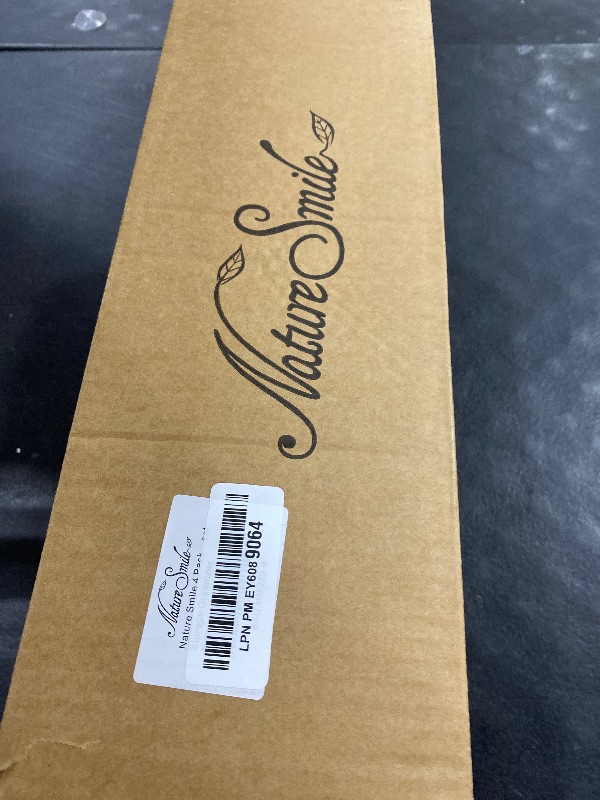 Nature Smile
Nature Smile
Nature Smile 4 Pack
LPN PM EY608 9064